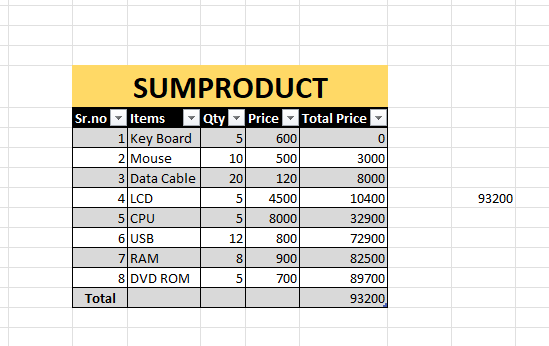 SUMPRODUCT
Sr.no Items Qty Price Total Price
1 Key Board 5 600 0
2 Mouse 10 500 3000
3 Data Cable 20 120 8000
4 LCD 5 4500 10400 93200
5 CPU 5 8000 32900
6 USB 12 800 72900
7 RAM 8 900 82500
8 DVD ROM 5 700 89700
Total 93200